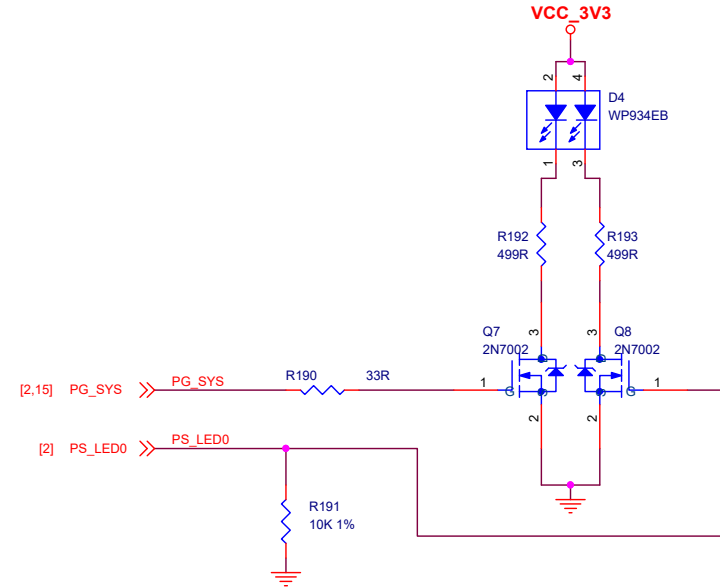 VCC_3V3
2
4
D4
WP934EB
1
3
R192
499R
R193
499R
Q7
2N7002
3
3
Q8
2N7002
G
G
[2,15] PG_SYS
PG_SYS
R190
33R
1
G
G
1
2
2
[2] PS_LED0
PS_LED0
R191
10K 1%